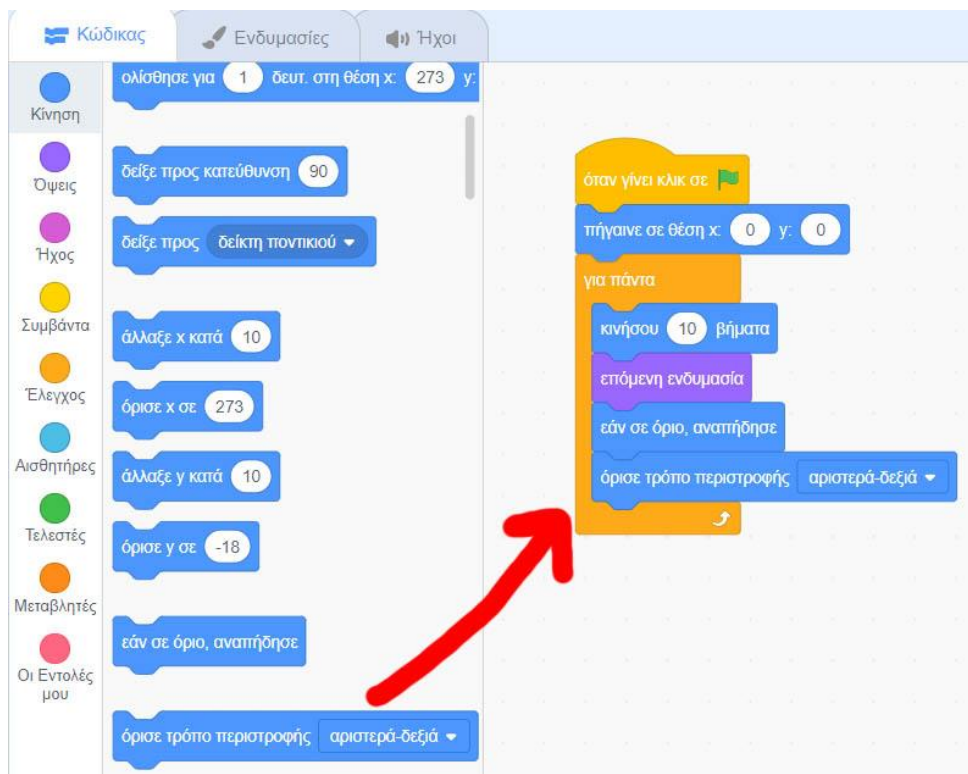 Κώδικας
Ενδυμασίες
Ήχοι
Κίνηση
Όψεις
Ήχος
Συμβάντα
Έλεγχος
Αισθητήρες
Τελεστές
Μεταβλητές
Οι Εντολές
μου
ολίσθησε για 1 δευτ. στη θέση x: 273 y:
δείξε προς κατεύθυνση 90
δείξε προς δείκτη ποντικιού
άλλαξε x κατά 10
όρισε x σε 273
άλλαξε y κατά 10
όρισε y σε -18
εάν σε όριο, αναπήδησε
όρισε τρόπο περιστροφής αριστερά-δεξιά
όταν γίνει κλικ σε
πήγαινε σε θέση x: 0 y: 0
για πάντα
κινήσου 10 βήματα
επόμενη ενδυμασία
εάν σε όριο, αναπήδησε
όρισε τρόπο περιστροφής αριστερά-δεξιά